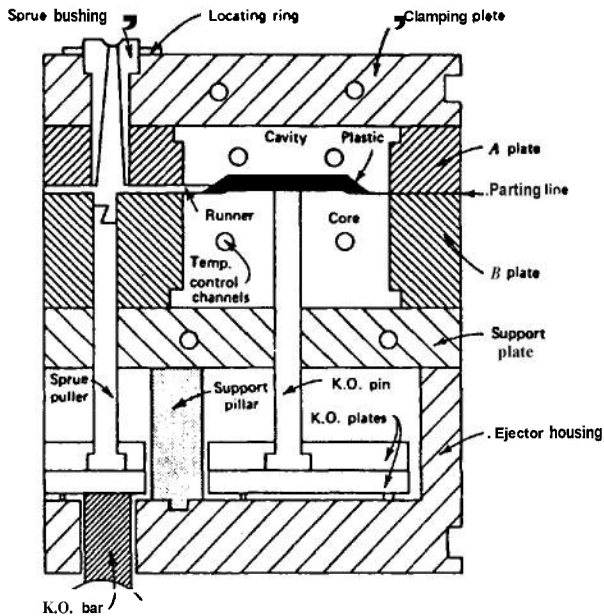 Sprue bushing
Locating ring
Clamping plate
Cavity
Plastic
A plate
Parting line
Runner
Core
Temp.
control
channels
B plate
Support
plate
Sprue
puller
Support
pillar
K.O. pin
K.O. plates
Ejector housing
K.O. bar